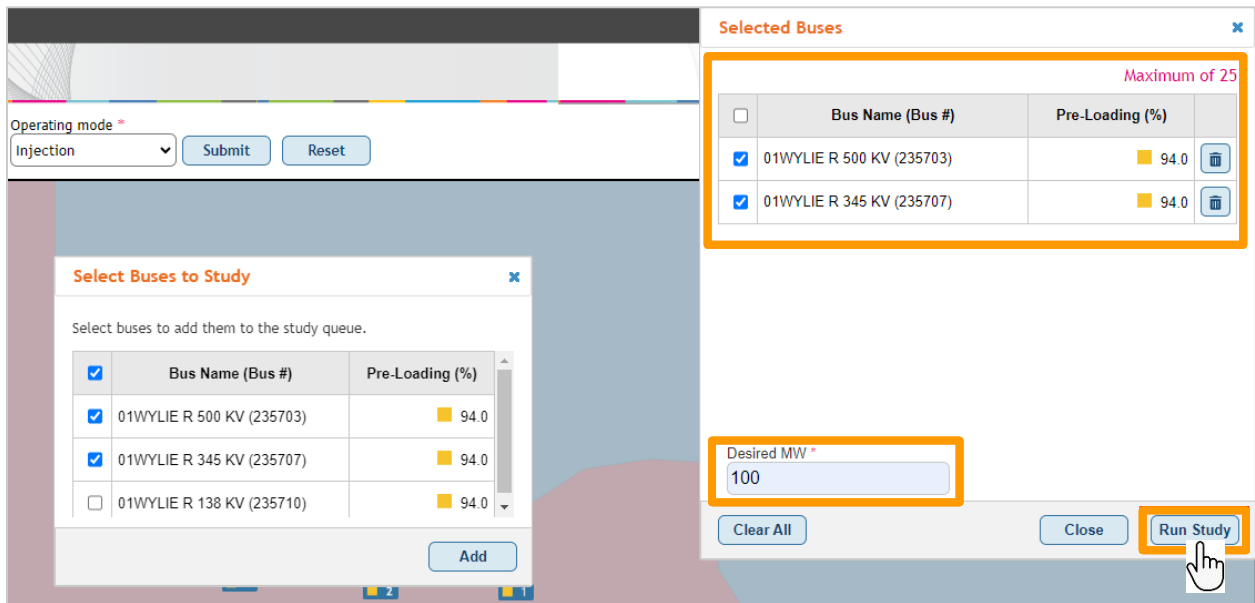 Selected Buses
Maximum of 25
Bus Name (Bus #) Pre-Loading (%)
01WYLIE R 500 KV (235703) 94.0
01WYLIE R 345 KV (235707) 94.0
Operating mode *
Injection Submit Reset
Select Buses to Study
Select buses to add them to the study queue.
Bus Name (Bus #) Pre-Loading (%)
01WYLIE R 500 KV (235703) 94.0
01WYLIE R 345 KV (235707) 94.0
01WYLIE R 138 KV (235710) 94.0
Add
2 1
Desired MW *
100
Clear All Close Run Study